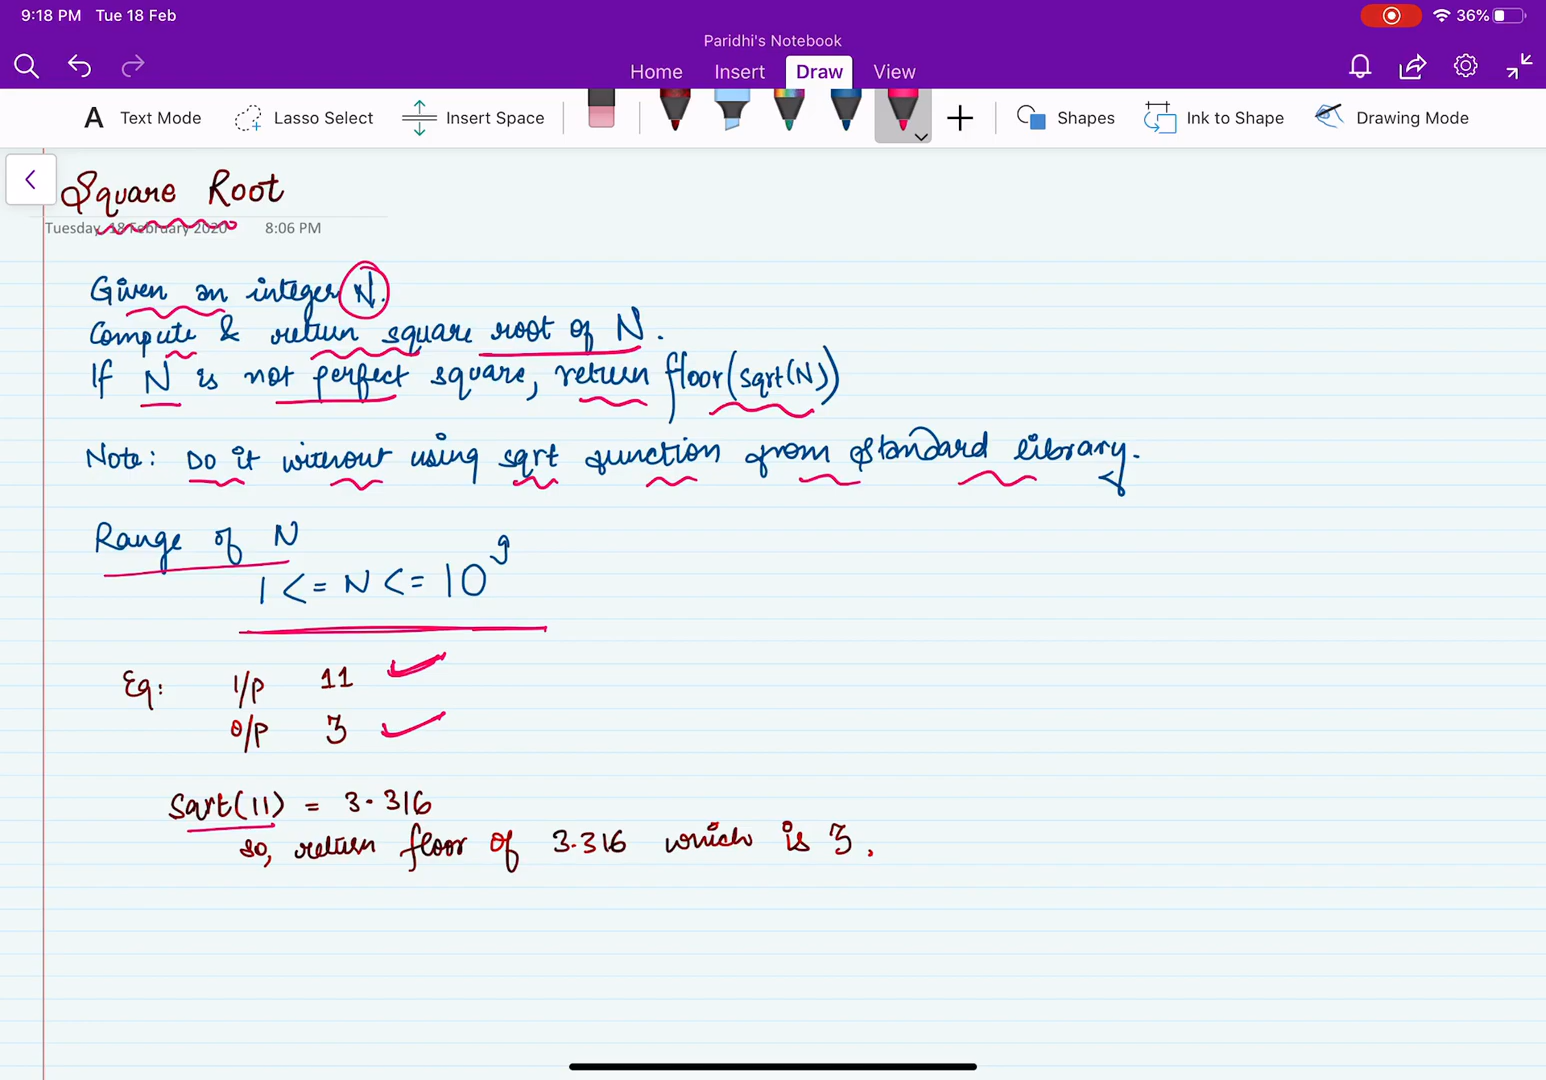 9:18 PM Tue 18 Feb
36%
Paridhi's Notebook
Home Insert Draw View
A Text Mode Lasso Select Insert Space Shapes Ink to Shape Drawing Mode
Square Root
Tuesday, 18 February 2020 8:06 PM
Given an integer N.
Compute & return square root of N.
If N is not perfect square, return floor(sqrt(N))
Note: Do it without using sqrt function from standard library.
Range of N
1 <= N <= 10^9
Eg: I/P 11
O/P 3
Sqrt(11) = 3.316
so, return floor of 3.316 which is 3.